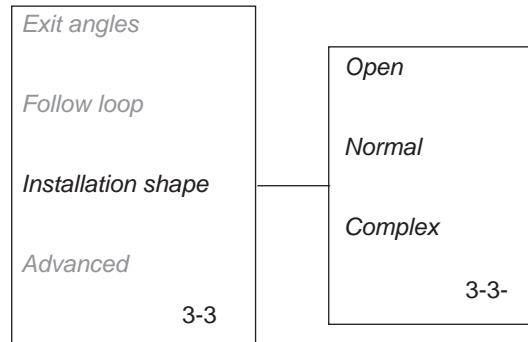 Exit angles
Follow loop
Installation shape
Advanced
3-3
Open
Normal
Complex
3-3-